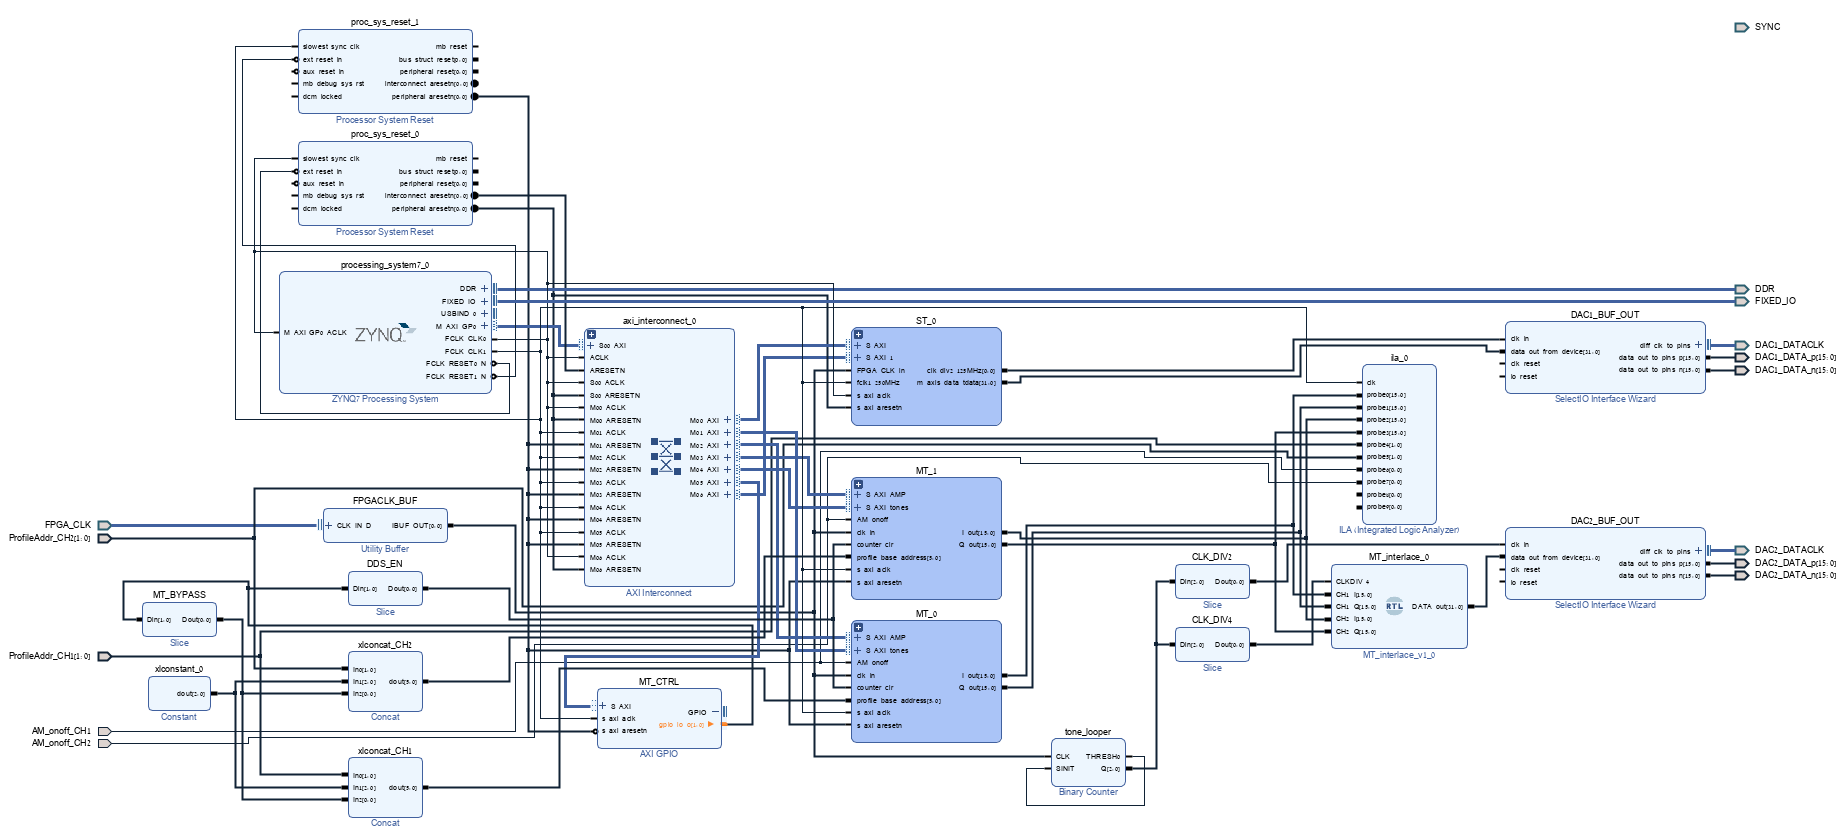 proc_sys_reset_1
slowest sync clk
ext reset in
aux reset in
mb debug sys rst
dcm locked
mb reset
bus struct reset[0:0]
peripheral reset[0:0]
interconnect aresetn[0:0]
peripheral aresetn[0:0]
Processor System Reset
proc_sys_reset_0
slowest sync clk
ext reset in
aux reset in
mb debug sys rst
dcm locked
mb reset
bus struct reset[0:0]
peripheral reset[0:0]
interconnect aresetn[0:0]
peripheral aresetn[0:0]
Processor System Reset
processing_system7_0
M AXI GP0 ACLK
ZYNQ
DDR
FIXED IO
USBIND 0
M AXI GP0
FCLK CLK0
FCLK CLK1
FCLK RESET0 N
FCLK RESET1 N
ZYNQ7 Processing System
axi_interconnect_0
S00 AXI
ACLK
ARESETN
S00 ACLK
S00 ARESETN
M00 ACLK
M00 ARESETN
M01 ACLK
M01 ARESETN
M02 ACLK
M02 ARESETN
M03 ACLK
M03 ARESETN
M04 ACLK
M04 ARESETN
M05 ACLK
M05 ARESETN
M06 ACLK
M06 ARESETN
M00 AXI
M01 AXI
M02 AXI
M03 AXI
M04 AXI
M05 AXI
M06 AXI
AXI Interconnect
ST_0
S AXI
S AXI 1
FPGA CLK in
fclk1 250MHz
s axi aclk
s axi aresetn
clk div2 125MHz[0:0]
m axis data tdata[31:0]
MT_1
S AXI AMP
S AXI tones
AM onoff
clk in
counter clr
profile base address[5:0]
s axi aclk
s axi aresetn
I out[15:0]
Q out[15:0]
MT_0
S AXI AMP
S AXI tones
AM onoff
clk in
counter clr
profile base address[5:0]
s axi aclk
s axi aresetn
I out[15:0]
Q out[15:0]
FPGA_CLK
ProfileAddr_CH2[1:0]
FPGACLK_BUF
CLK IN D
IBUF OUT[0:0]
Utility Buffer
DDS_EN
Din[1:0]
Dout[0:0]
Slice
MT_BYPASS
Din[1:0]
Dout[0:0]
Slice
ProfileAddr_CH1[1:0]
xlconstant_0
dout[2:0]
Constant
xlconcat_CH2
In0[1:0]
In1[2:0]
In2[0:0]
dout[5:0]
Concat
AM_onoff_CH1
AM_onoff_CH2
xlconcat_CH1
In0[1:0]
In1[2:0]
In2[0:0]
dout[5:0]
Concat
MT_CTRL
S AXI
s axi aclk
s axi aresetn
GPIO
gpio io o[1:0]
AXI GPIO
tone_looper
CLK
SINIT
THRESH0
Q[2:0]
Binary Counter
CLK_DIV2
Din[2:0]
Dout[0:0]
Slice
CLK_DIV4
Din[2:0]
Dout[0:0]
Slice
ila_0
clk
probe0[15:0]
probe1[15:0]
probe2[15:0]
probe3[15:0]
probe4[1:0]
probe5[1:0]
probe6[0:0]
probe7[0:0]
probe8[0:0]
probe9[0:0]
ILA (Integrated Logic Analyzer)
MT_interlace_0
CLKDIV 4
CH1 I[15:0]
CH1 Q[15:0]
CH2 I[15:0]
CH2 Q[15:0]
RTL
DATA out[31:0]
MT_interlace_v1_0
DAC1_BUF_OUT
clk in
data out from device[31:0]
clk reset
io reset
diff clk to pins
data out to pins p[15:0]
data out to pins n[15:0]
SelectIO Interface Wizard
DAC2_BUF_OUT
clk in
data out from device[31:0]
clk reset
io reset
diff clk to pins
data out to pins p[15:0]
data out to pins n[15:0]
SelectIO Interface Wizard
SYNC
DDR
FIXED_IO
DAC1_DATACLK
DAC1_DATA_p[15:0]
DAC1_DATA_n[15:0]
DAC2_DATACLK
DAC2_DATA_p[15:0]
DAC2_DATA_n[15:0]